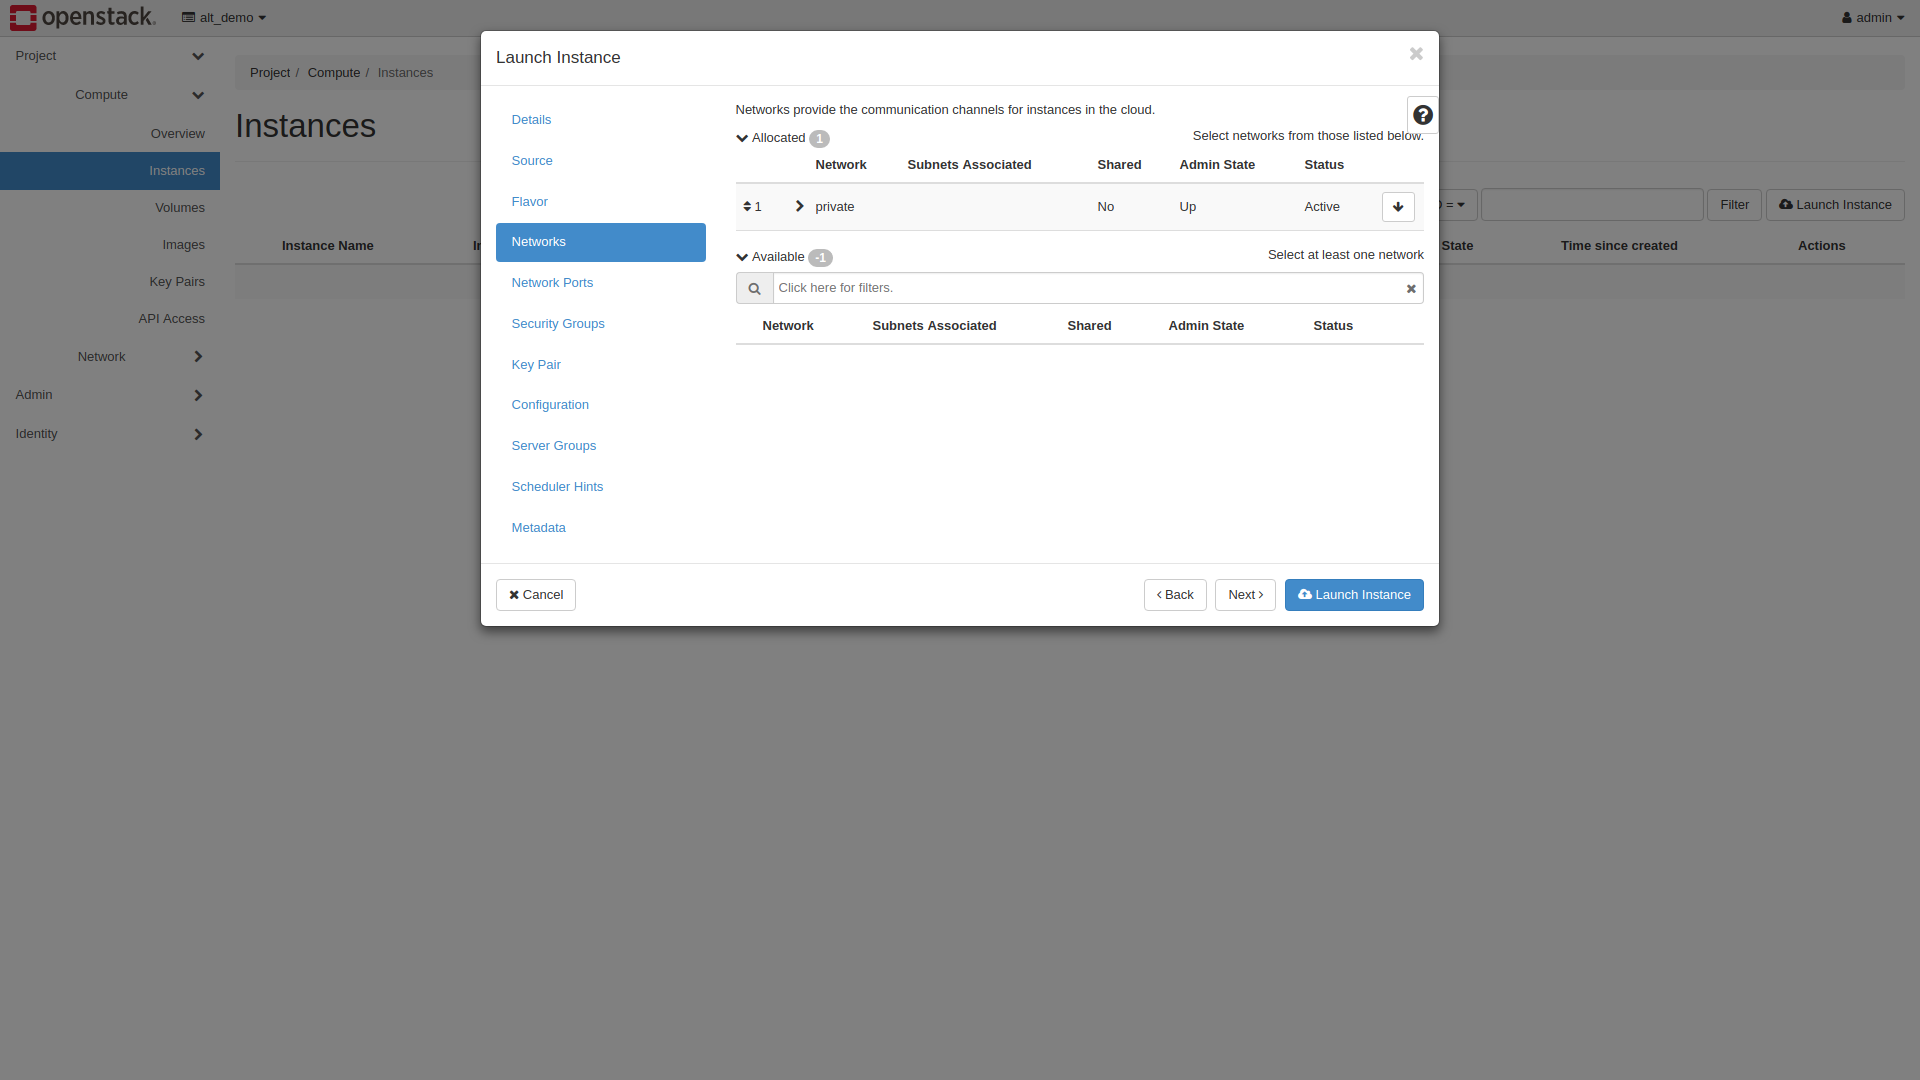 openstack.
alt_demo
admin
Project
Compute
Overview
Instances
Volumes
Images
Key Pairs
API Access
Network
Admin
Identity
Project / Compute / Instances
Instances
= Filter Launch Instance
Instance Name State Time since created Actions
Launch Instance
Details
Source
Flavor
Networks
Network Ports
Security Groups
Key Pair
Configuration
Server Groups
Scheduler Hints
Metadata
Networks provide the communication channels for instances in the cloud.
Allocated 1 Select networks from those listed below.
Network Subnets Associated Shared Admin State Status
1 private No Up Active
Available -1 Select at least one network
Click here for filters.
Network Subnets Associated Shared Admin State Status
Cancel
Back
Next
Launch Instance